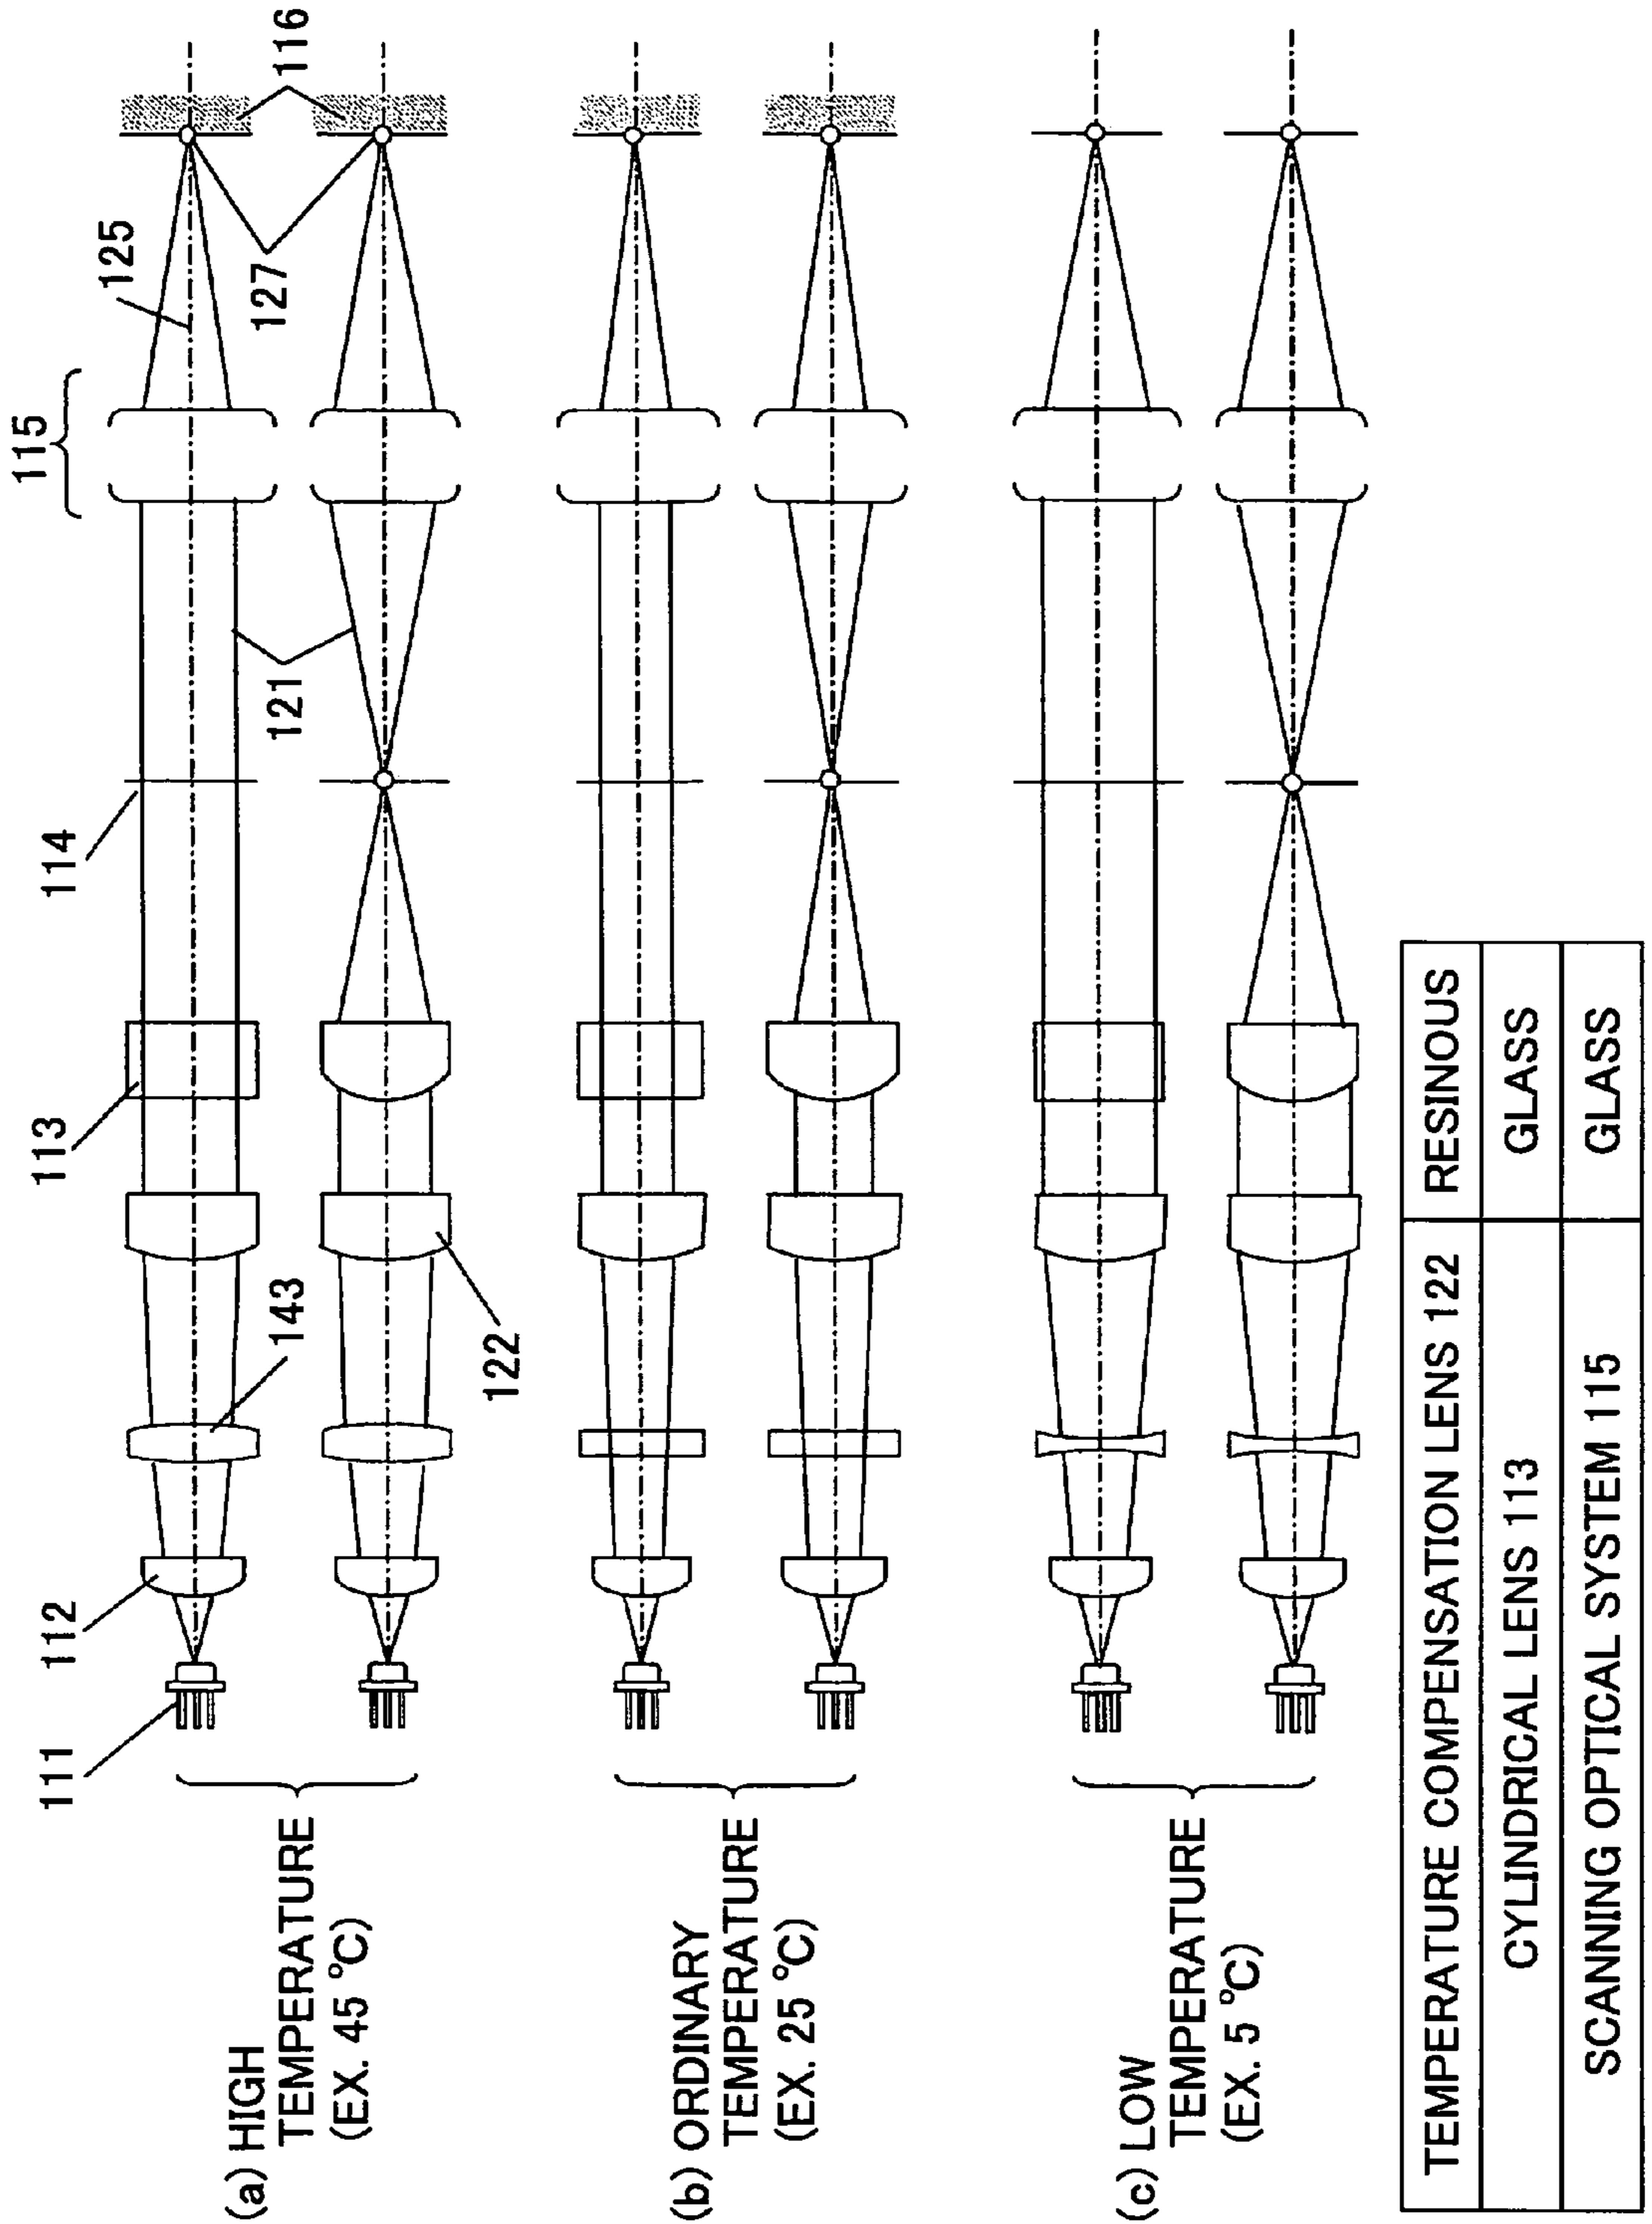 (a) HIGH
TEMPERATURE
(EX. 45 °C)
111
112
143
122
113
114
121
115
125
127
116
(b) ORDINARY
TEMPERATURE
(EX. 25 °C)
(c) LOW
TEMPERATURE
(EX. 5 °C)
TEMPERATURE COMPENSATION LENS 122 RESINOUS
CYLINDRICAL LENS 113 GLASS
SCANNING OPTICAL SYSTEM 115 GLASS